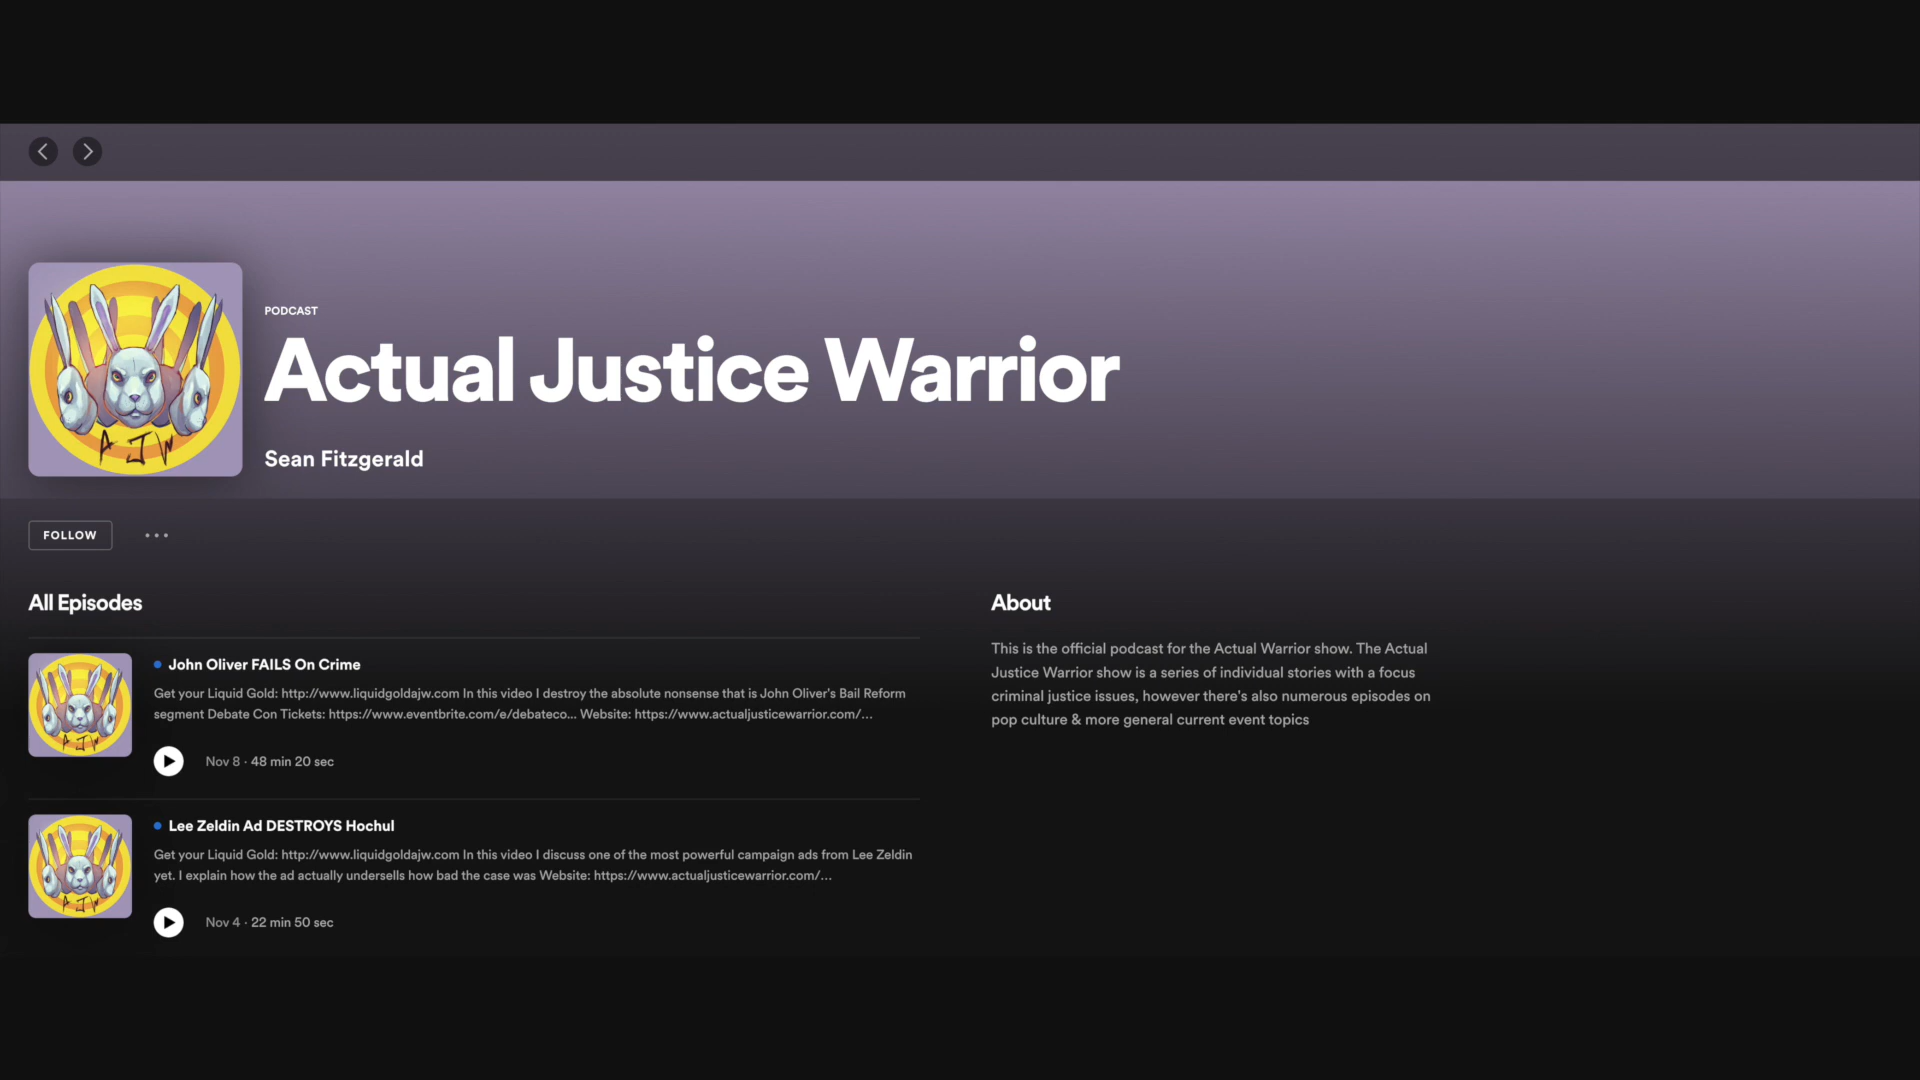 PODCAST
Actual Justice Warrior
Sean Fitzgerald
FOLLOW
All Episodes
John Oliver FAILS On Crime
Get your Liquid Gold: http://www.liquidgoldajw.com In this video I destroy the absolute nonsense that is John Oliver's Bail Reform
segment Debate Con Tickets: https://www.eventbrite.com/e/debateco... Website: https://www.actualjusticewarrior.com/...
Nov 8 · 48 min 20 sec
Lee Zeldin Ad DESTROYS Hochul
Get your Liquid Gold: http://www.liquidgoldajw.com In this video I discuss one of the most powerful campaign ads from Lee Zeldin
yet. I explain how the ad actually undersells how bad the case was Website: https://www.actualjusticewarrior.com/...
Nov 4 · 22 min 50 sec
About
This is the official podcast for the Actual Warrior show. The Actual
Justice Warrior show is a series of individual stories with a focus
criminal justice issues, however there's also numerous episodes on
pop culture & more general current event topics
AJW
AJW
AJW